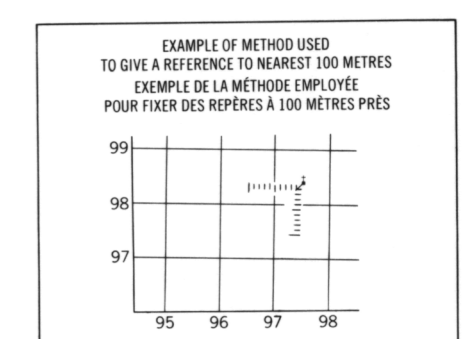 EXAMPLE OF METHOD USED
TO GIVE A REFERENCE TO NEAREST 100 METRES
EXEMPLE DE LA MÉTHODE EMPLOYÉE
POUR FIXER DES REPÈRES À 100 MÈTRES PRÈS
99
98
97
95 96 97 98